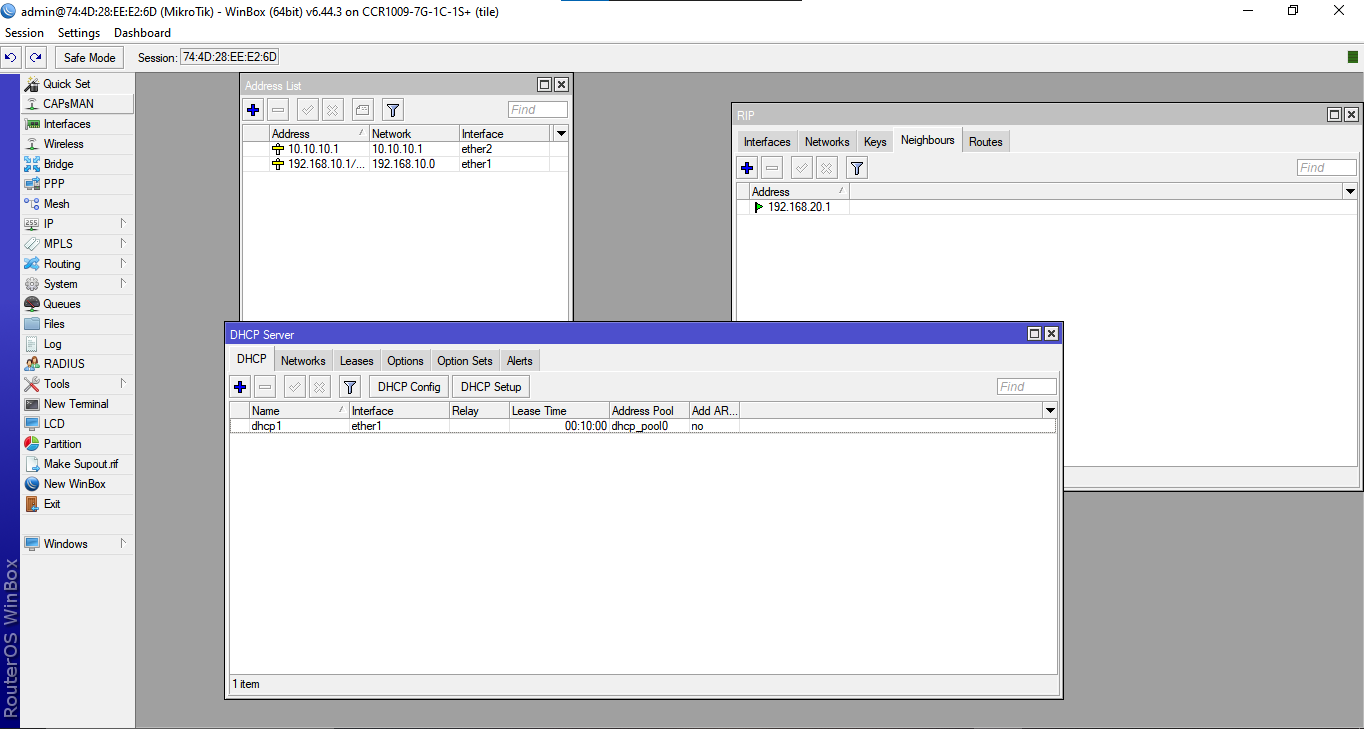 admin@74:4D:28:EE:E2:6D (MikroTik) - WinBox (64bit) v6.44.3 on CCR1009-7G-1C-1S+ (tile)
Session Settings Dashboard
Safe Mode Session: 74:4D:28:EE:E2:6D
Quick Set
CAPsMAN
Interfaces
Wireless
Bridge
PPP
Mesh
IP
MPLS
Routing
System
Queues
Files
Log
RADIUS
Tools
New Terminal
LCD
Partition
Make Supout.rif
New WinBox
Exit
Windows
RouterOS WinBox
Address List
Find
Address Network Interface
10.10.10.1 10.10.10.1 ether2
192.168.10.1/... 192.168.10.0 ether1
RIP
Interfaces Networks Keys Neighbours Routes
Find
Address
192.168.20.1
DHCP Server
DHCP Networks Leases Options Option Sets Alerts
DHCP Config DHCP Setup Find
Name Interface Relay Lease Time Address Pool Add AR...
dhcp1 ether1 00:10:00 dhcp_pool0 no
1 item